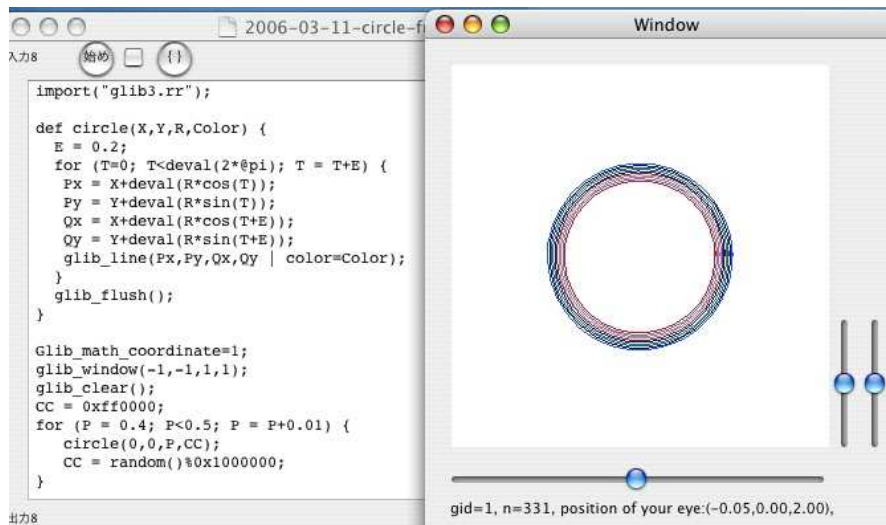 2006-03-11-circle-f
Window
入力8
始め
{ }
import("glib3.rr");
def circle(X,Y,R,Color) {
E = 0.2;
for (T=0; T<deval(2*@pi); T = T+E) {
Px = X+deval(R*cos(T));
Py = Y+deval(R*sin(T));
Qx = X+deval(R*cos(T+E));
Qy = Y+deval(R*sin(T+E));
glib_line(Px,Py,Qx,Qy | color=Color);
}
glib_flush();
}
Glib_math_coordinate=1;
glib_window(-1,-1,1,1);
glib_clear();
CC = 0xff0000;
for (P = 0.4; P<0.5; P = P+0.01) {
circle(0,0,P,CC);
CC = random()%0x1000000;
}
出力8
gid=1, n=331, position of your eye:(-0.05,0.00,2.00),